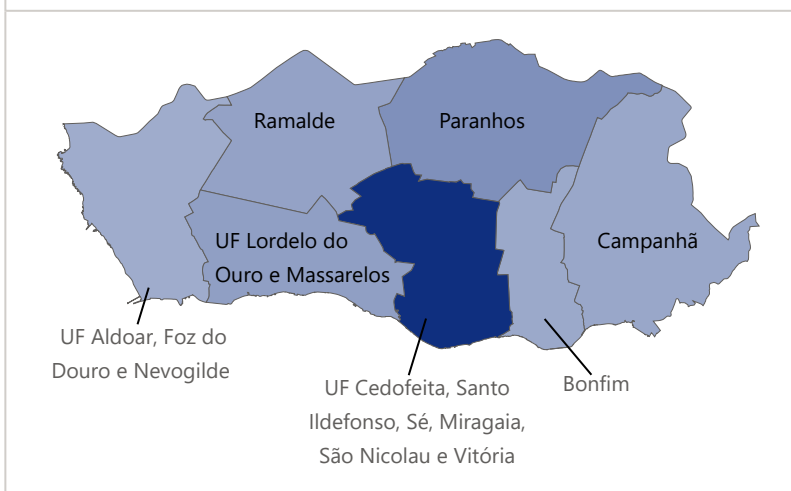 Ramalde
Paranhos
UF Lordelo do
Ouro e Massarelos
Campanhã
UF Aldoar, Foz do
Douro e Nevogilde
UF Cedofeita, Santo
Ildefonso, Sé, Miragaia,
São Nicolau e Vitória
Bonfim